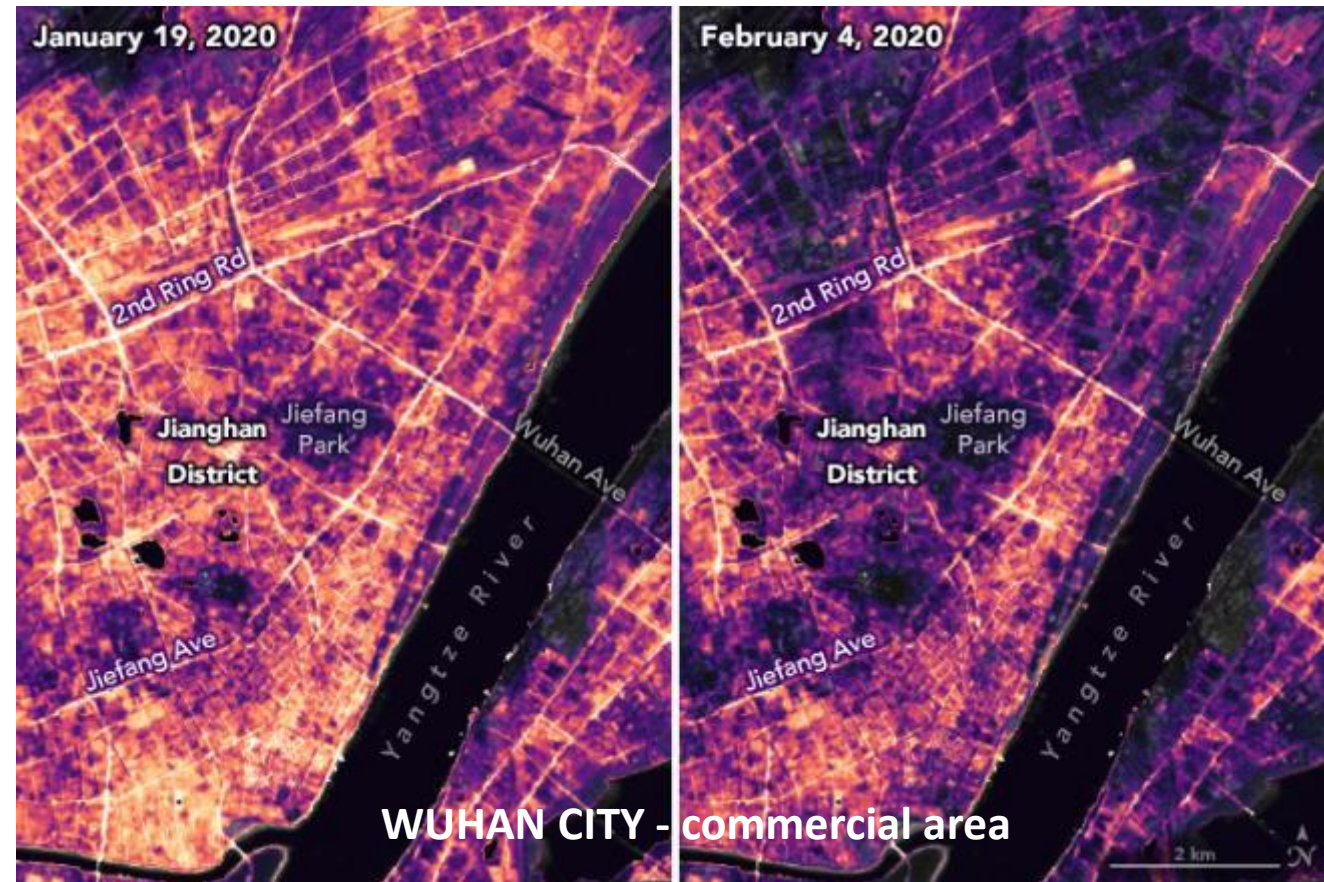 January 19, 2020
2nd Ring Rd
Jianghan
District
Jiefang
Park
Wuhan Ave
Jiefang Ave
Yangtze River
February 4, 2020
2nd Ring Rd
Jianghan
District
Jiefang
Park
Wuhan Ave
Jiefang Ave
Yangtze River
WUHAN CITY - commercial area
2 km
N